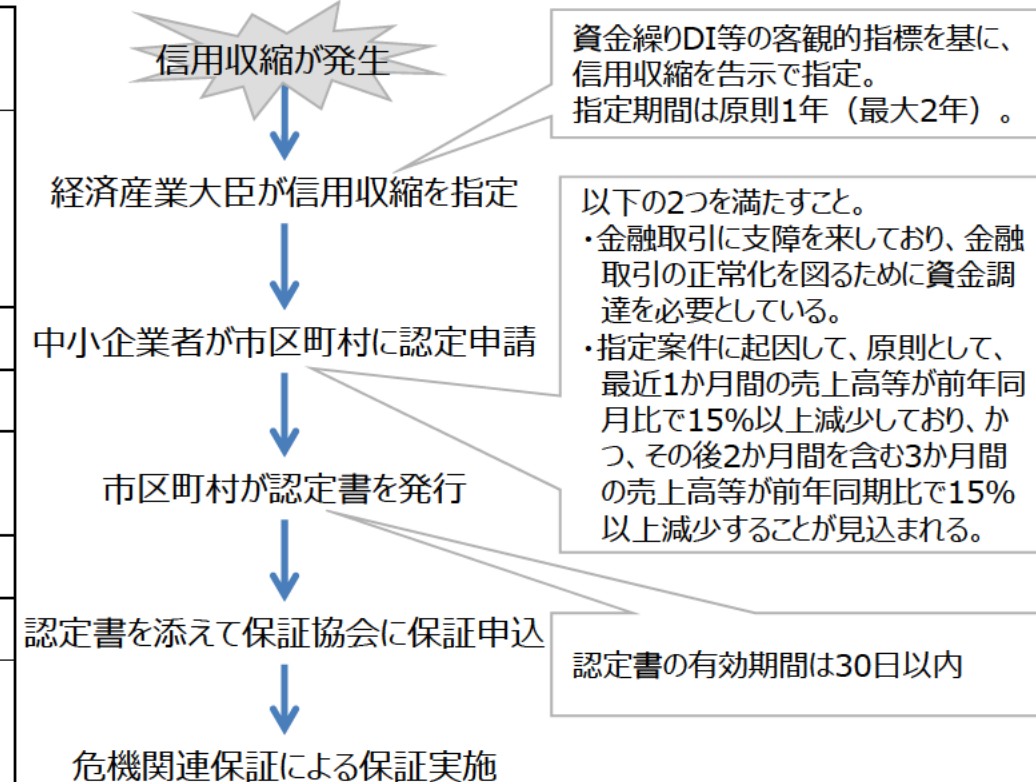 信用収縮が発生
資金繰りDI等の客観的指標を基に、
信用収縮を告示で指定。
指定期間は原則1年（最大2年）。
経済産業大臣が信用収縮を指定
以下の2つを満たすこと。
・金融取引に支障を来しており、金融
取引の正常化を図るために資金調
達を必要としている。
・指定案件に起因して、原則として、
最近1か月間の売上高等が前年同
月比で15%以上減少しており、か
つ、その後2か月間を含む3か月間
の売上高等が前年同期比で15%
以上減少することが見込まれる。
中小企業者が市区町村に認定申請
市区町村が認定書を発行
認定書の有効期間は30日以内
認定書を添えて保証協会に保証申込
危機関連保証による保証実施